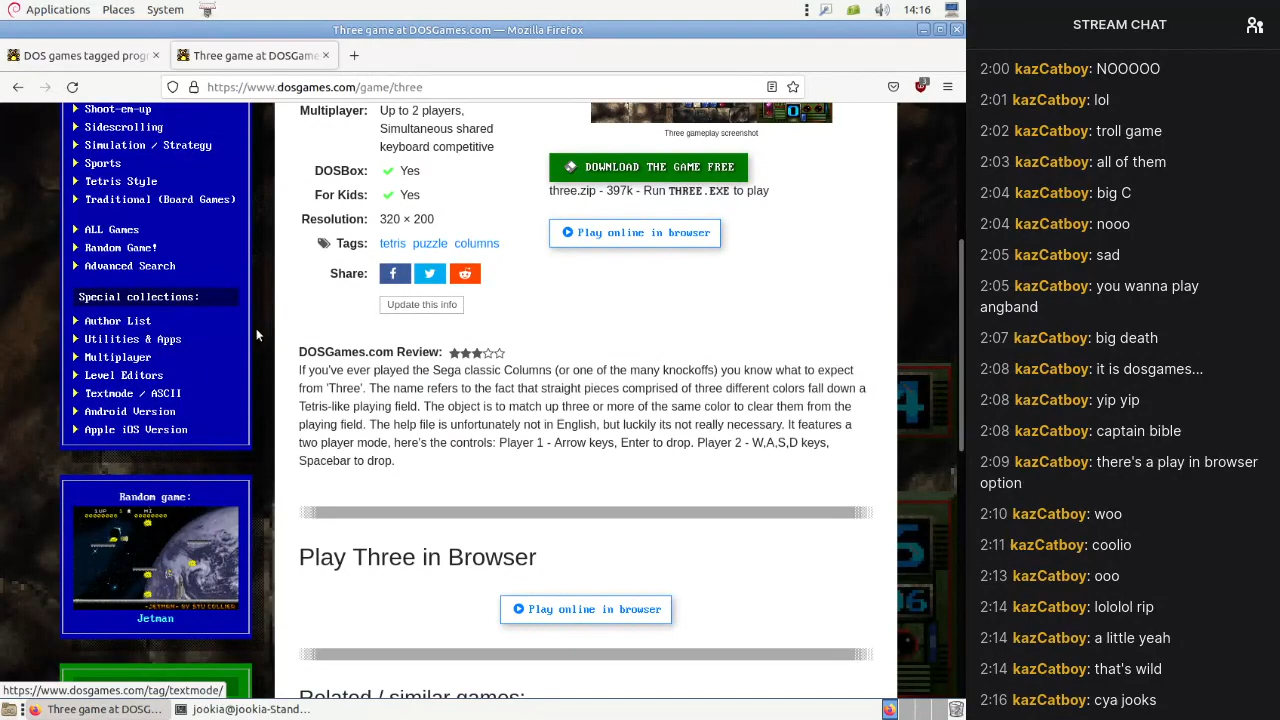 Applications Places System 14:16
Three game at DOSGames.com — Mozilla Firefox
DOS games tagged prog
Three game at DOSGame
https://www.dosgames.com/game/three
3
Shoot-em-up
Sidescrolling
Simulation / Strategy
Sports
Tetris Style
Traditional (Board Games)
ALL Games
Random Game!
Advanced Search
Special collections:
Author List
Utilities & Apps
Multiplayer
Level Editors
Textmode / ASCII
Android Version
Apple iOS Version
Random game:
-JETMAN- BY STU COLLIER
Jetman
Multiplayer: Up to 2 players,
Simultaneous shared
keyboard competitive
DOSBox: Yes
For Kids: Yes
Resolution: 320 × 200
Tags: tetris puzzle columns
Share:
Update this info
Three gameplay screenshot
DOWNLOAD THE GAME FREE
three.zip - 397k - Run THREE.EXE to play
Play online in browser
DOSGames.com Review:
If you've ever played the Sega classic Columns (or one of the many knockoffs) you know what to expect
from 'Three'. The name refers to the fact that straight pieces comprised of three different colors fall down a
Tetris-like playing field. The object is to match up three or more of the same color to clear them from the
playing field. The help file is unfortunately not in English, but luckily its not really necessary. It features a
two player mode, here's the controls: Player 1 - Arrow keys, Enter to drop. Player 2 - W,A,S,D keys,
Spacebar to drop.
Play Three in Browser
Play online in browser
Related / similar games:
https://www.dosgames.com/tag/textmode/
Three game at DOSG...
jookia@jookia-Stand...
STREAM CHAT
2:00 kazCatboy: NOOOOO
2:01 kazCatboy: lol
2:02 kazCatboy: troll game
2:03 kazCatboy: all of them
2:04 kazCatboy: big C
2:04 kazCatboy: nooo
2:05 kazCatboy: sad
2:05 kazCatboy: you wanna play
angband
2:07 kazCatboy: big death
2:08 kazCatboy: it is dosgames...
2:08 kazCatboy: yip yip
2:08 kazCatboy: captain bible
2:09 kazCatboy: there's a play in browser
option
2:10 kazCatboy: woo
2:11 kazCatboy: coolio
2:13 kazCatboy: ooo
2:14 kazCatboy: lololol rip
2:14 kazCatboy: a little yeah
2:14 kazCatboy: that's wild
2:16 kazCatboy: cya jooks